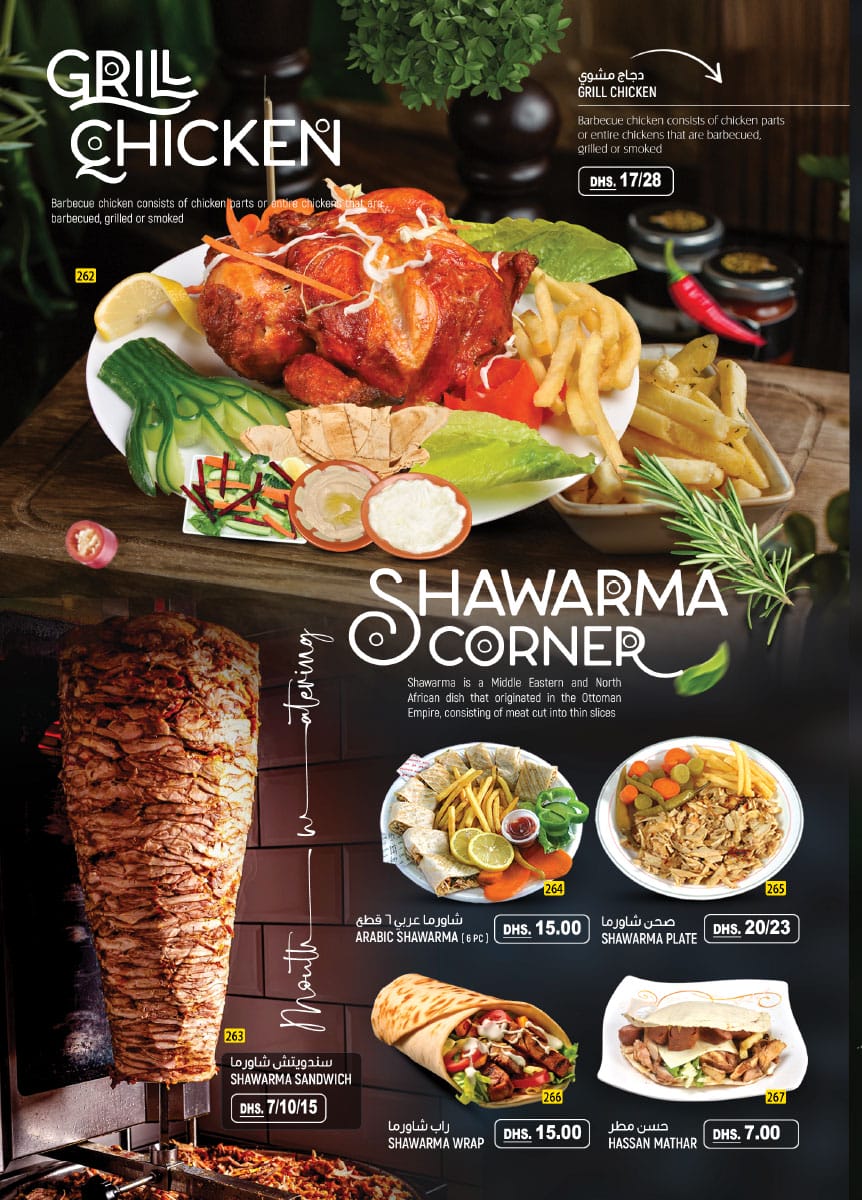 GRILL
CHICKEN
Barbecue chicken consists of chicken parts or entire chickens that are
barbecued, grilled or smoked
دجاج مشوي
GRILL CHICKEN
Barbecue chicken consists of chicken parts
or entire chickens that are barbecued,
grilled or smoked
DHS. 17/28
262
SHAWARMA
CORNER
Shawarma is a Middle Eastern and North
African dish that originated in the Ottoman
Empire, consisting of meat cut into thin slices
Mouth watering
264
شاورما عربي ٦ قطع
ARABIC SHAWARMA ( 6 PC )
DHS. 15.00
265
صحن شاورما
SHAWARMA PLATE
DHS. 20/23
263
سندويتش شاورما
SHAWARMA SANDWICH
DHS. 7/10/15
266
راب شاورما
SHAWARMA WRAP
DHS. 15.00
267
حسن مطر
HASSAN MATHAR
DHS. 7.00